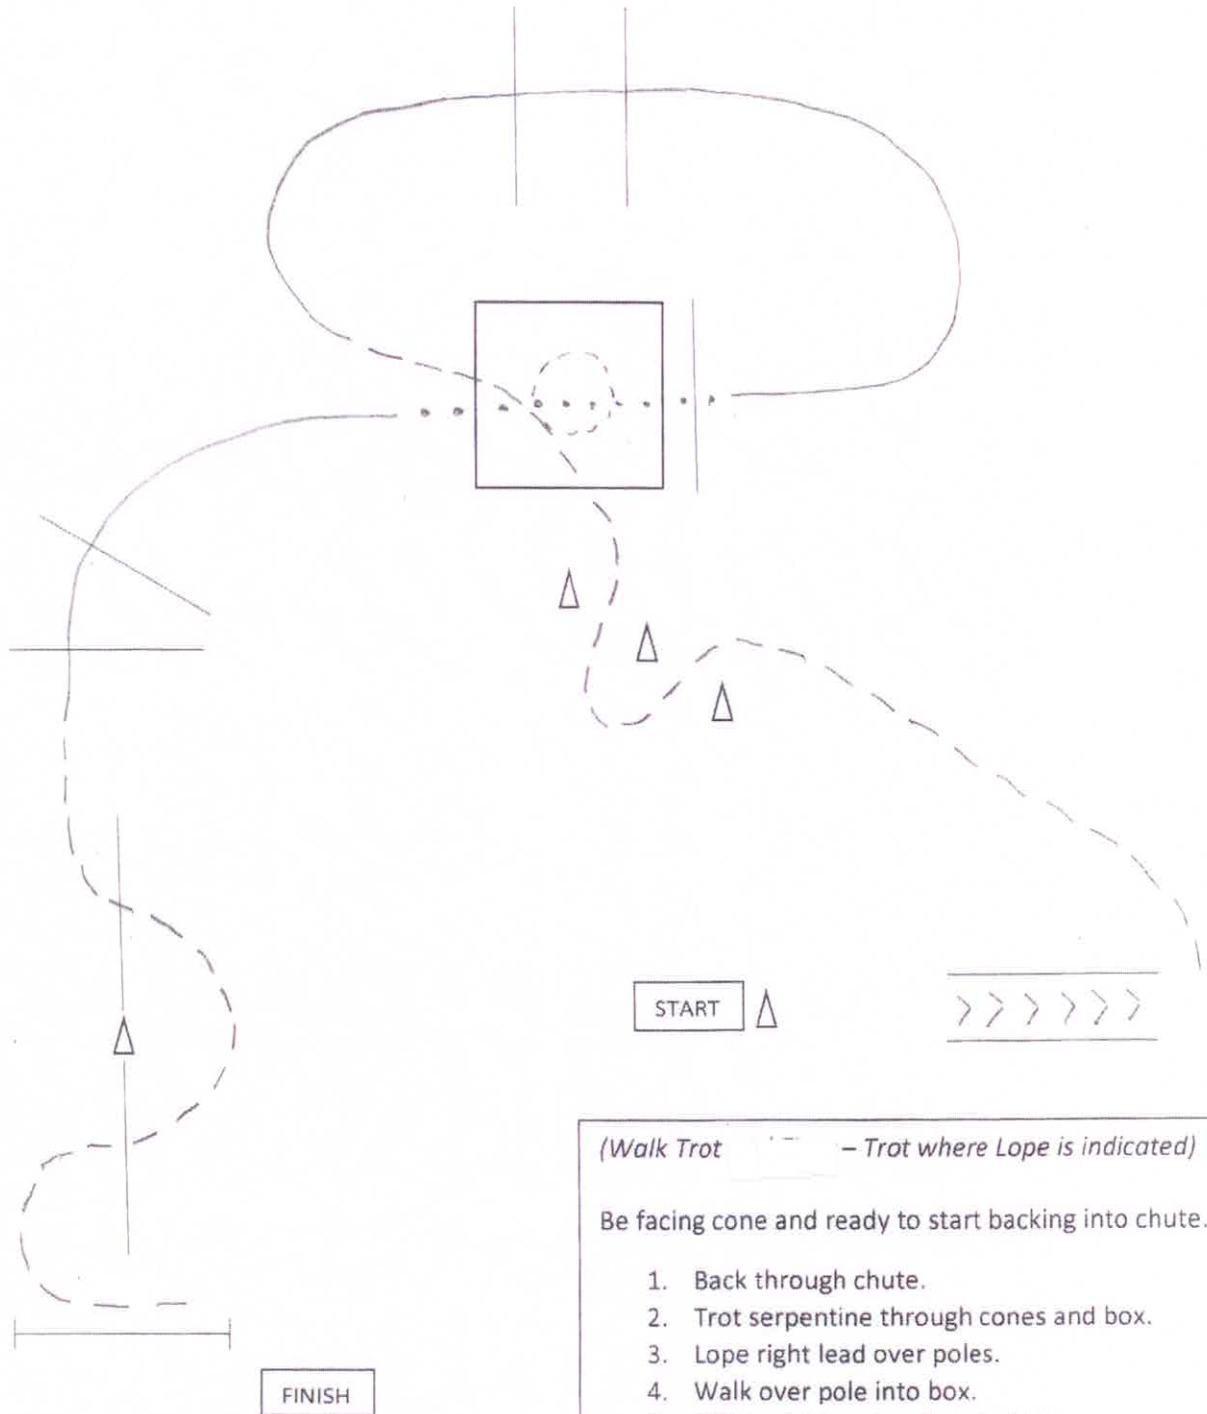 START
(Walk Trot – Trot where Lope is indicated)
Be facing cone and ready to start backing into chute.
1. Back through chute.
2. Trot serpentine through cones and box.
3. Lope right lead over poles.
4. Walk over pole into box.
FINISH